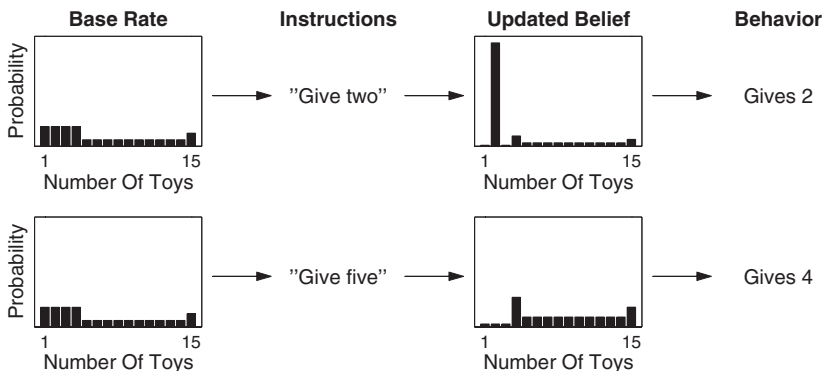 Base Rate Instructions Updated Belief Behavior
Probability
''Give two'' Gives 2
1 15 1 15
Number Of Toys Number Of Toys
Probability
''Give five'' Gives 4
1 15 1 15
Number Of Toys Number Of Toys